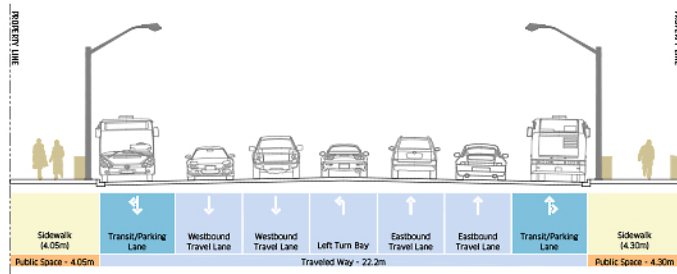 PROPERTY LINE
Sidewalk
(4.05m)
Transit/Parking
Lane
Westbound
Travel Lane
Westbound
Travel Lane
Left Turn Bay
Eastbound
Travel Lane
Eastbound
Travel Lane
Transit/Parking
Lane
Sidewalk
(4.30m)
Public Space - 4.05m
Traveled Way - 22.2m
Public Space - 4.30m